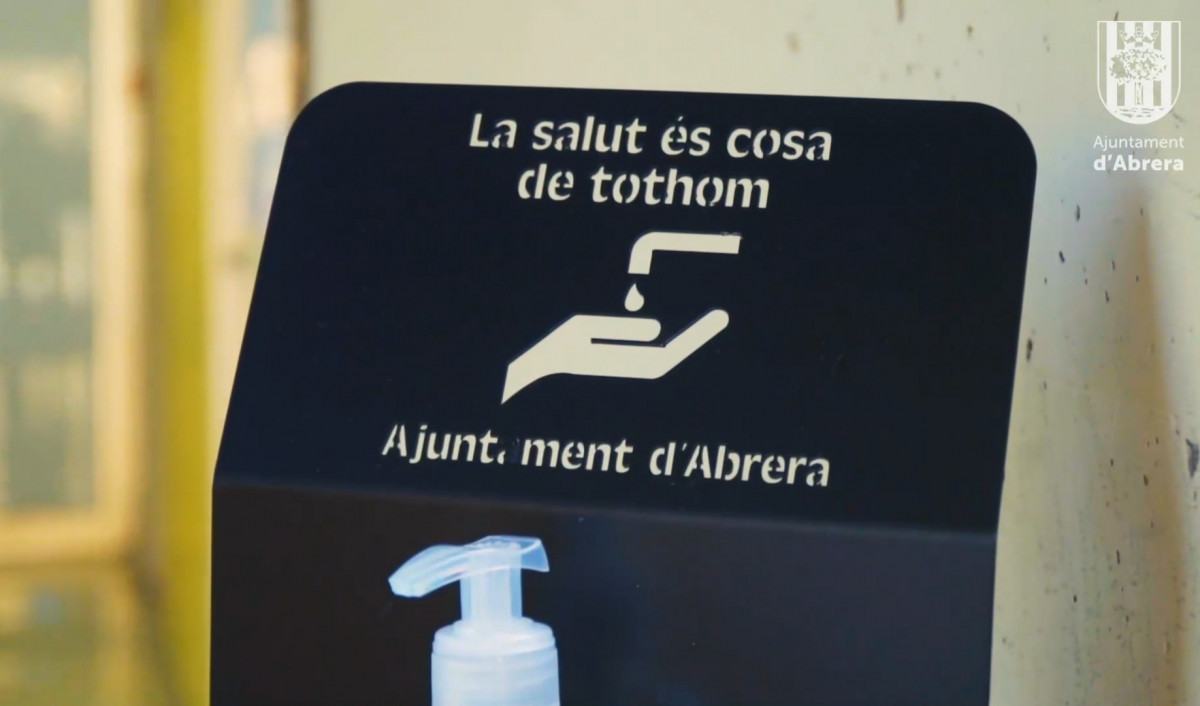 La salut és cosa
de tothom
Ajuntament d'Abrera
Ajuntament
d'Abrera